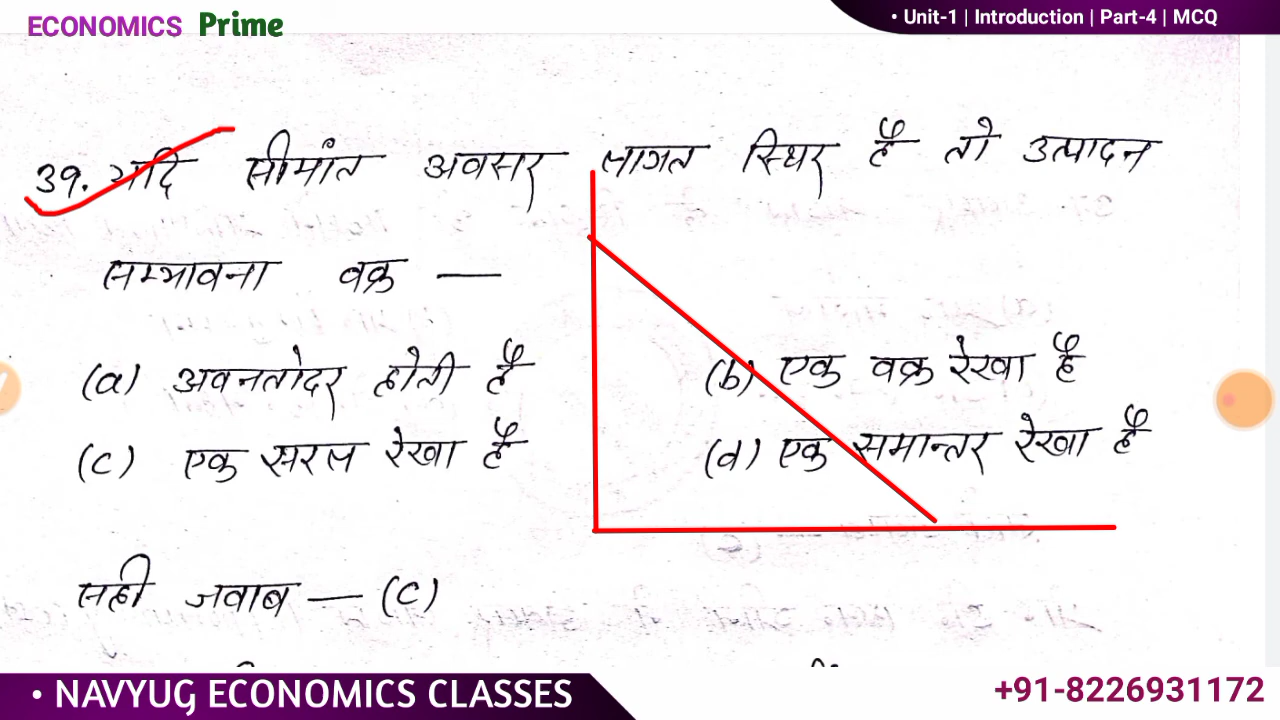 ECONOMICS Prime
• Unit-1 | Introduction | Part-4 | MCQ
39. यदि सीमांत अवसर लागत स्थिर है तो उत्पादन
सम्भावना वक्र —
(a) अवनतोदर होती है
(b) एक वक्र रेखा है
(c) एक सरल रेखा है
(d) एक समान्तर रेखा है
सही जवाब — (c)
• NAVYUG ECONOMICS CLASSES
+91-8226931172